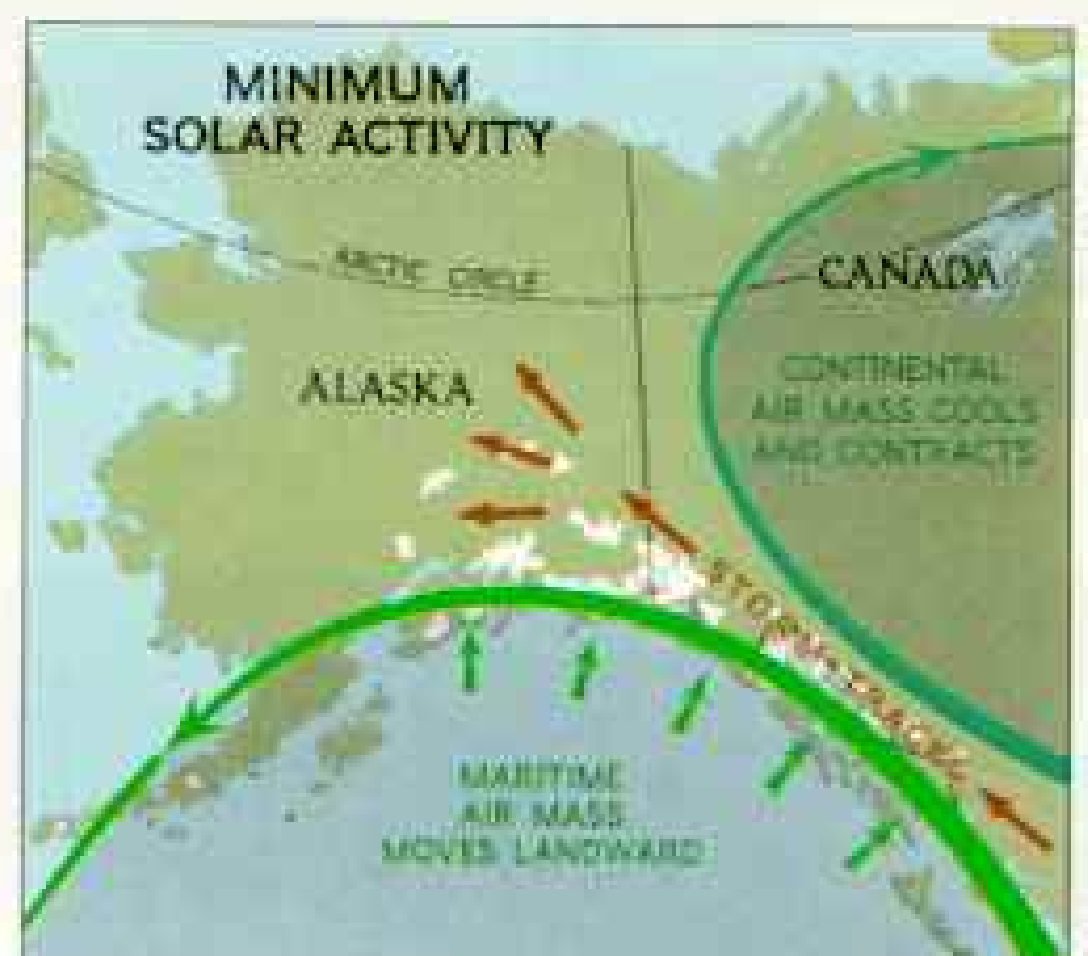 MINIMUM
SOLAR ACTIVITY
ARCTIC CIRCLE
CANADA
ALASKA
CONTINENTAL
AIR MASS COOLS
AND CONTRACTS
STORM TRACKS
MARITIME
AIR MASS
MOVES LANDWARD